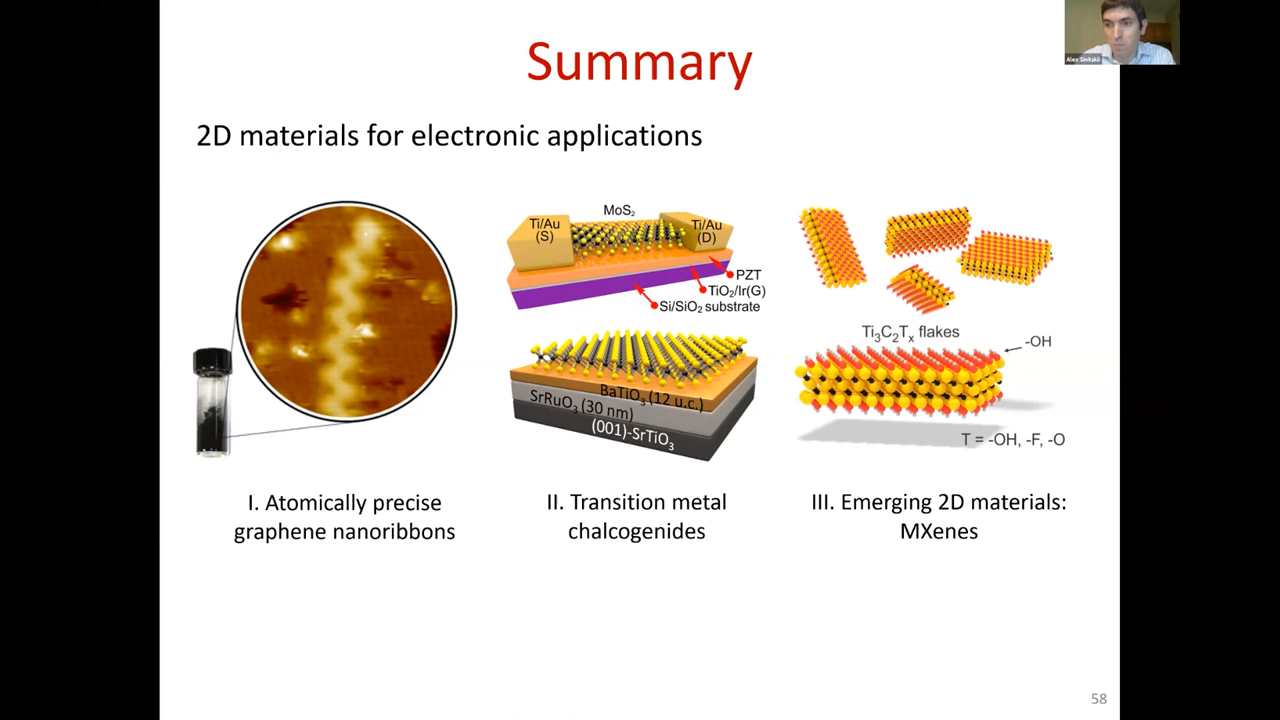 Alex Sinitskii
Summary
2D materials for electronic applications
MoS₂
Ti/Au
(S)
Ti/Au
(D)
PZT
TiO₂/Ir(G)
Si/SiO₂ substrate
BaTiO₃ (12 u.c.)
SrRuO₃ (30 nm)
(001)-SrTiO₃
Ti₃C₂Tₓ flakes
-OH
T = -OH, -F, -O
I. Atomically precise
graphene nanoribbons
II. Transition metal
chalcogenides
III. Emerging 2D materials:
MXenes
58